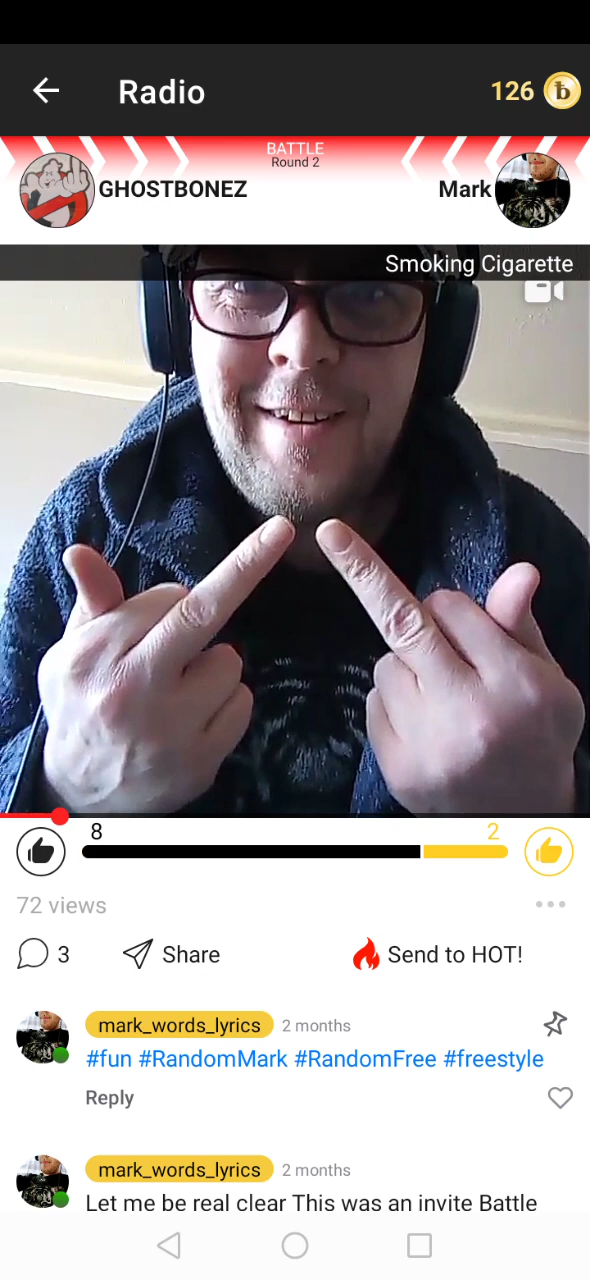 Radio
126
BATTLE
Round 2
GHOSTBONEZ
Mark
Smoking Cigarette
8
2
72 views
3
Share
Send to HOT!
mark_words_lyrics 2 months
#fun #RandomMark #RandomFree #freestyle
Reply
mark_words_lyrics 2 months
Let me be real clear This was an invite Battle